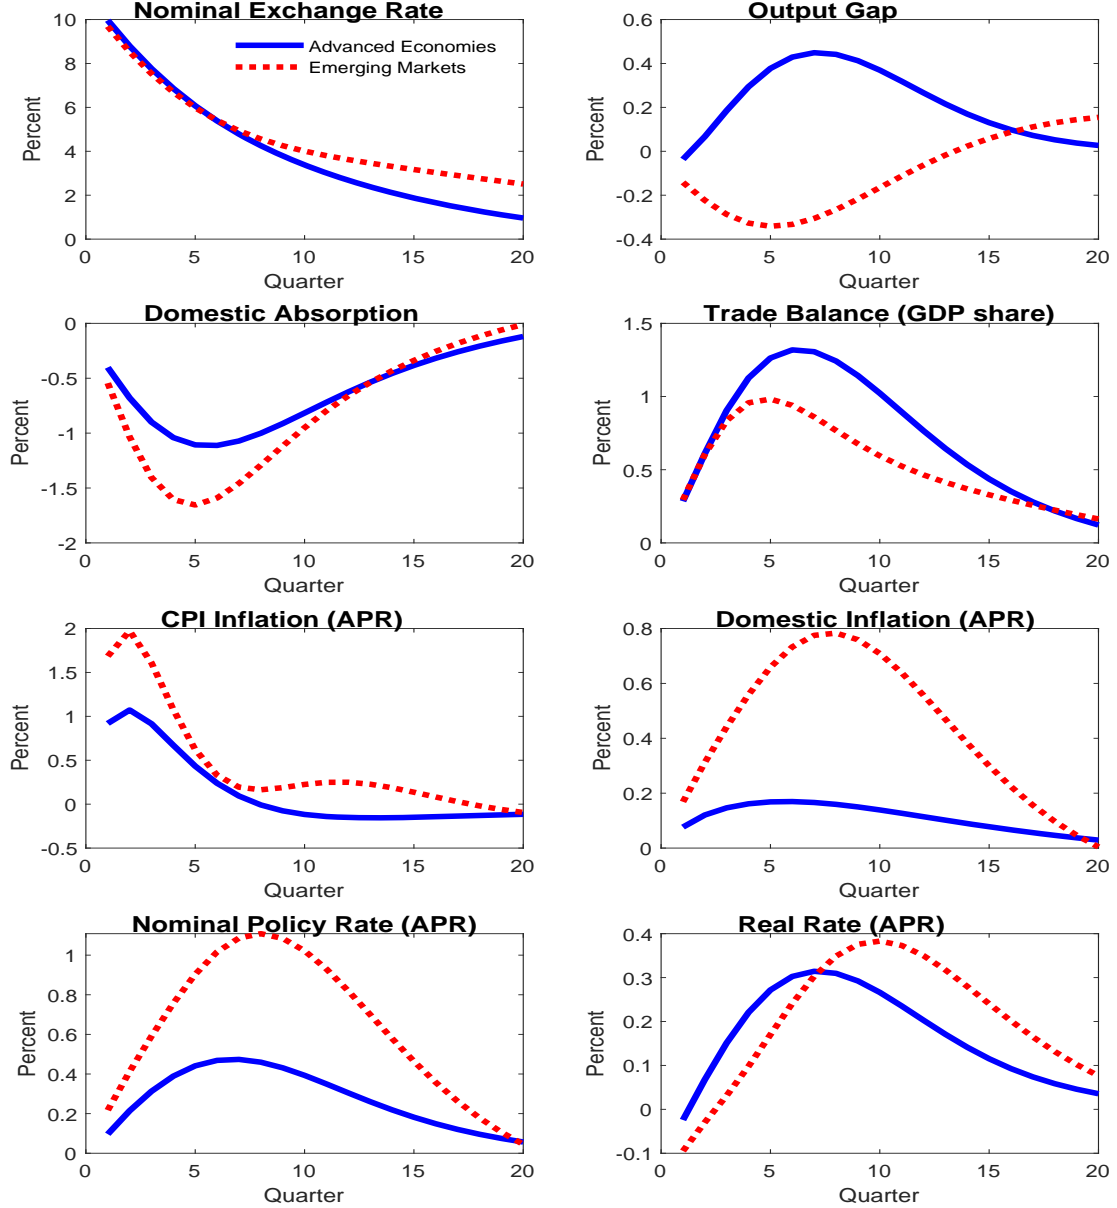 Nominal Exchange Rate
Percent
10
8
6
4
2
0
Advanced Economies
Emerging Markets
0 5 10 15 20
Quarter
Output Gap
Percent
0.6
0.4
0.2
0
-0.2
-0.4
0 5 10 15 20
Quarter
Domestic Absorption
Percent
0
-0.5
-1
-1.5
-2
0 5 10 15 20
Quarter
Trade Balance (GDP share)
Percent
1.5
1
0.5
0
0 5 10 15 20
Quarter
CPI Inflation (APR)
Percent
2
1.5
1
0.5
0
-0.5
0 5 10 15 20
Quarter
Domestic Inflation (APR)
Percent
0.8
0.6
0.4
0.2
0
0 5 10 15 20
Quarter
Nominal Policy Rate (APR)
Percent
1
0.8
0.6
0.4
0.2
0
0 5 10 15 20
Quarter
Real Rate (APR)
Percent
0.4
0.3
0.2
0.1
0
-0.1
0 5 10 15 20
Quarter